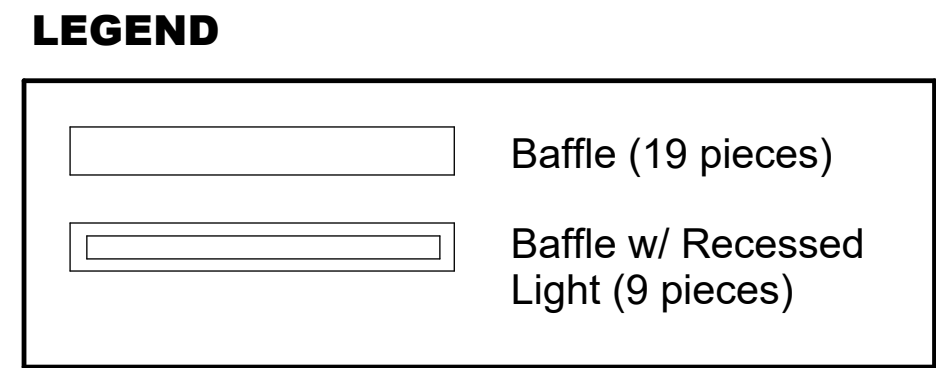 LEGEND
Baffle (19 pieces)
Baffle w/ Recessed
Light (9 pieces)